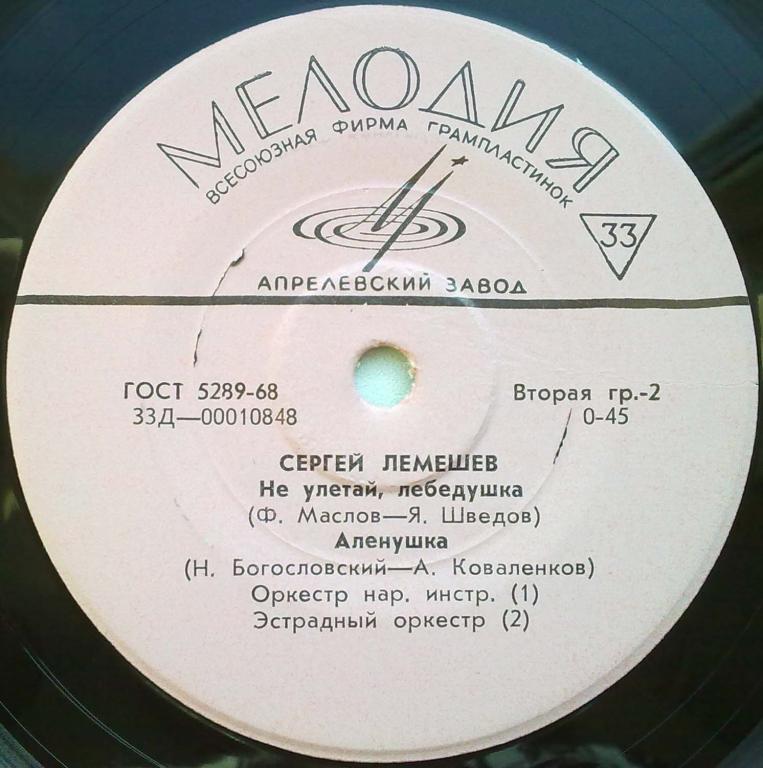 МЕЛОДИЯ
ВСЕСОЮЗНАЯ ФИРМА ГРАМПЛАСТИНОК
33
АПРЕЛЕВСКИЙ ЗАВОД
ГОСТ 5289-68
33Д—00010848
Вторая гр.-2
0-45
СЕРГЕЙ ЛЕМЕШЕВ
Не улетай, лебедушка
(Ф. Маслов—Я. Шведов)
Аленушка
(Н. Богословский—А. Коваленков)
Оркестр нар. инстр. (1)
Эстрадный оркестр (2)